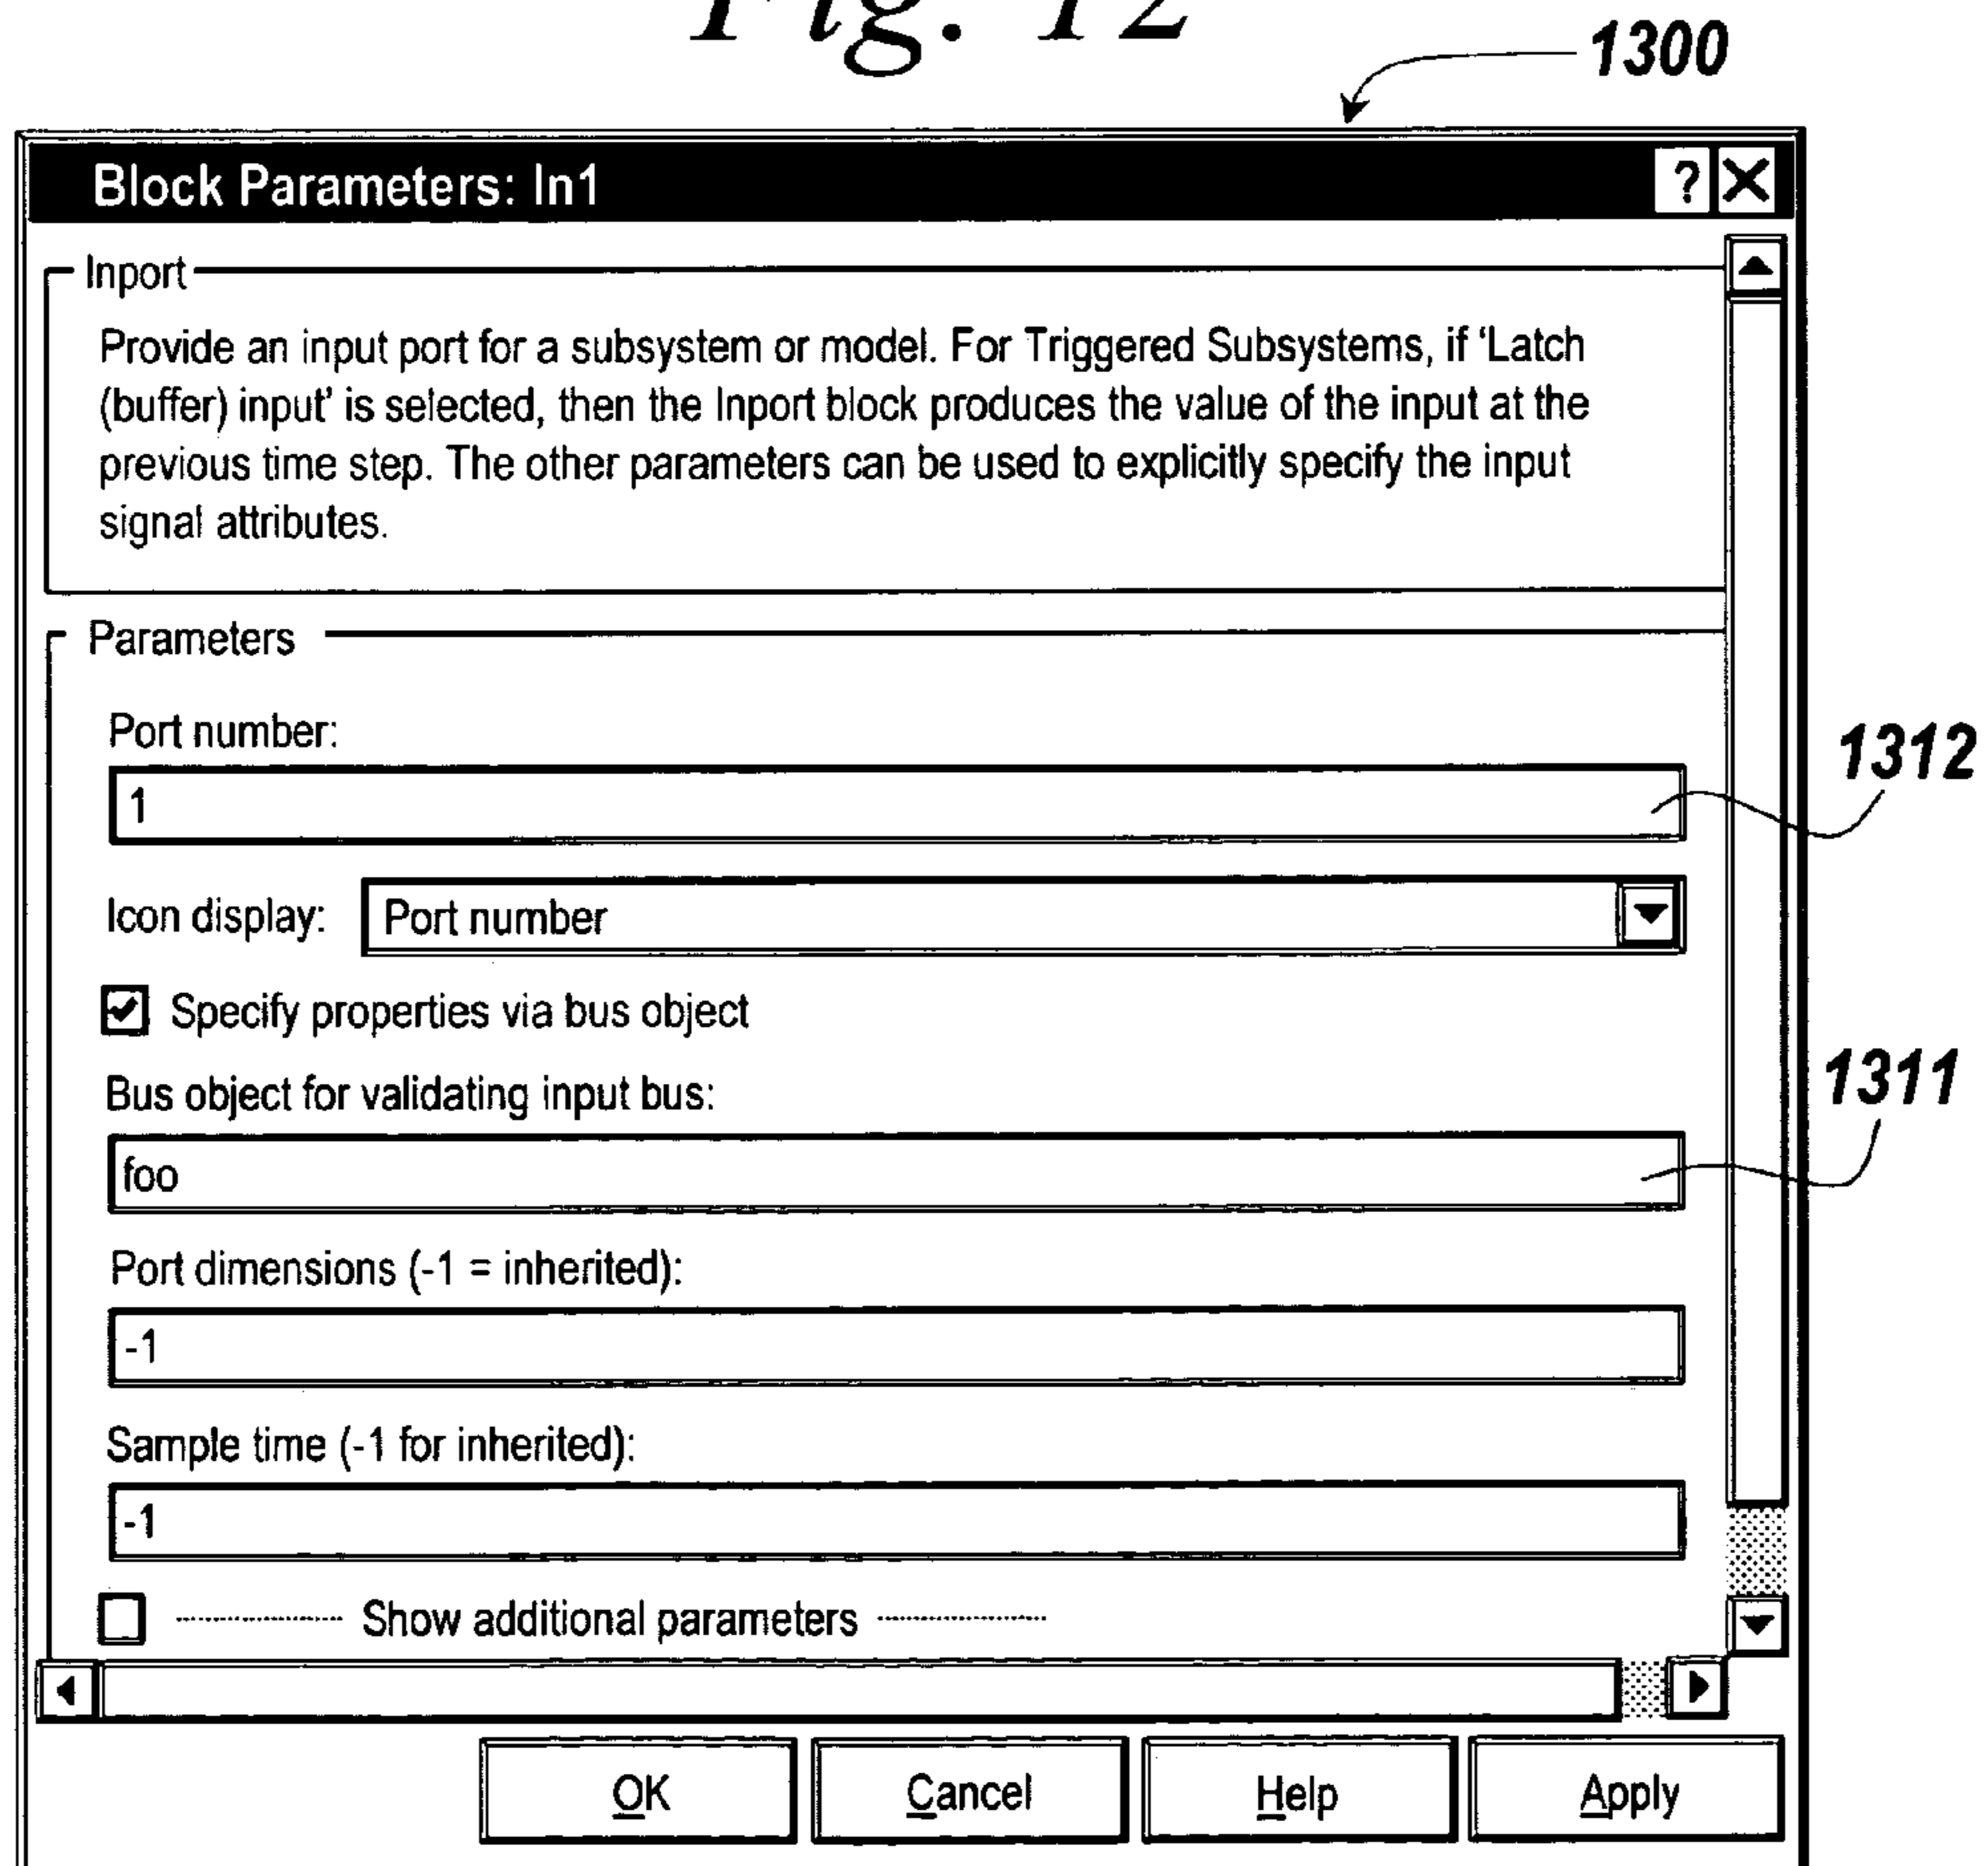 Fig. 12
1300
Block Parameters: In1
?
Inport
Provide an input port for a subsystem or model. For Triggered Subsystems, if ‘Latch
(buffer) input’ is selected, then the Inport block produces the value of the input at the
previous time step. The other parameters can be used to explicitly specify the input
signal attributes.
Parameters
Port number:
1
1312
Icon display: Port number
Specify properties via bus object
Bus object for validating input bus:
1311
foo
Port dimensions (-1 = inherited):
-1
Sample time (-1 for inherited):
-1
Show additional parameters
OK Cancel Help Apply